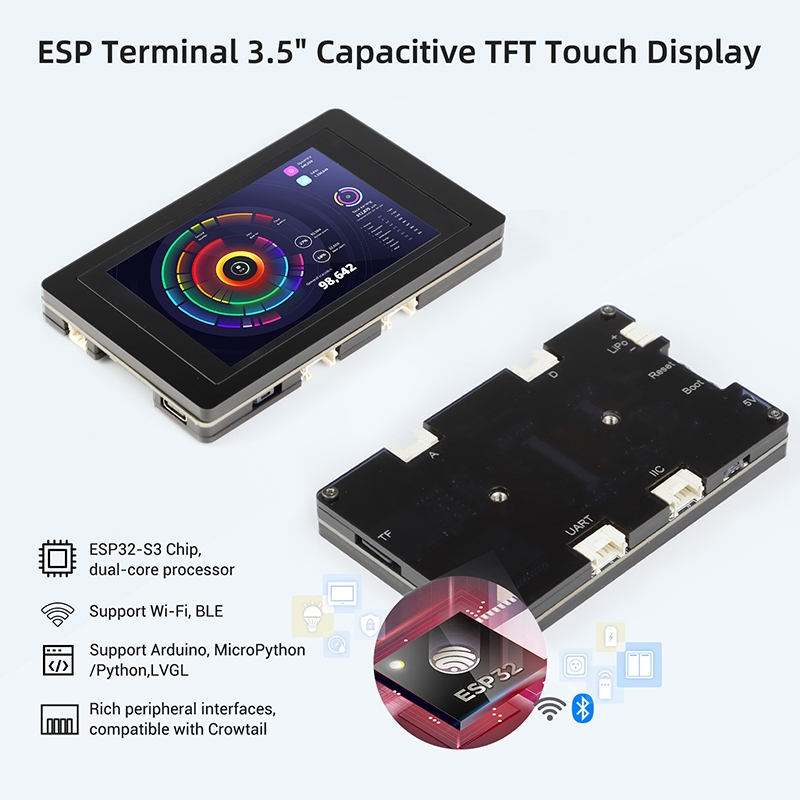 ESP Terminal 3.5" Capacitive TFT Touch Display
98,642
+
LiPo
−
Reset
Boot
5V
D
A
IIC
UART
TF
ESP32-S3 Chip,
dual-core processor
Support Wi-Fi, BLE
Support Arduino, MicroPython
/Python,LVGL
Rich peripheral interfaces,
compatible with Crowtail
ESP32